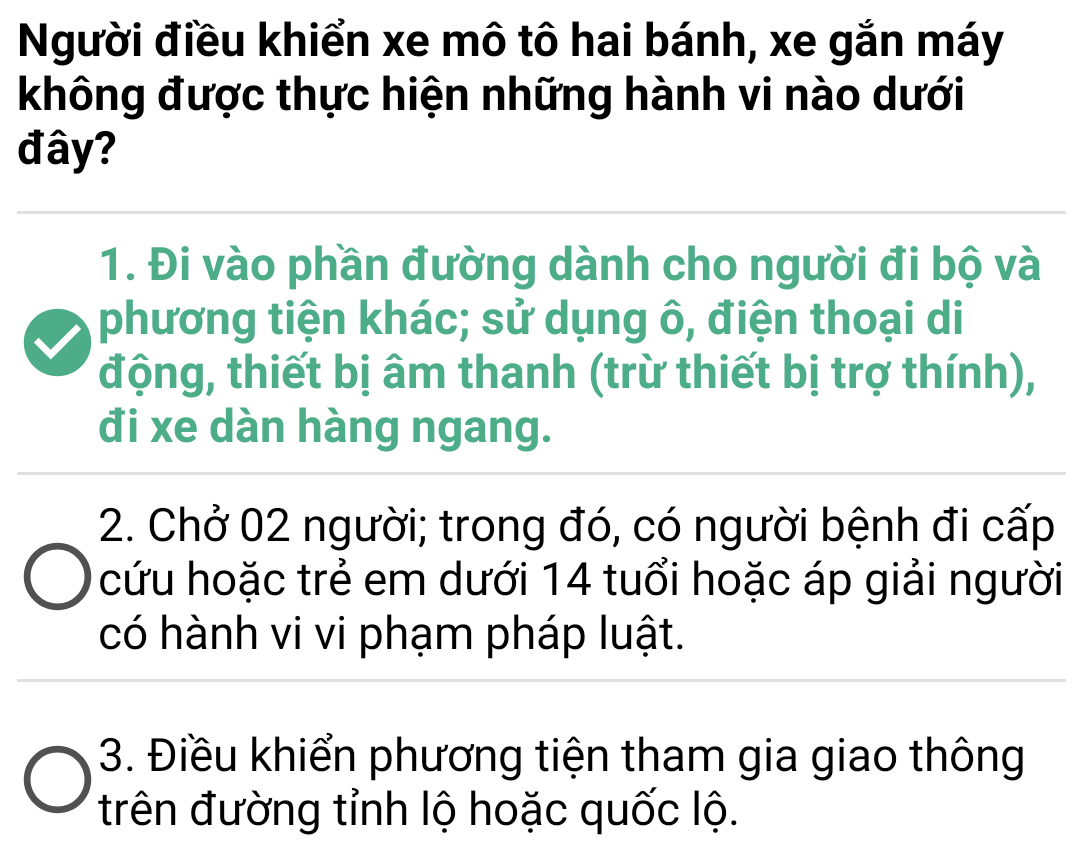 Người điều khiển xe mô tô hai bánh, xe gắn máy
không được thực hiện những hành vi nào dưới
đây?
1. Đi vào phần đường dành cho người đi bộ và
phương tiện khác; sử dụng ô, điện thoại di
động, thiết bị âm thanh (trừ thiết bị trợ thính),
đi xe dàn hàng ngang.
2. Chở 02 người; trong đó, có người bệnh đi cấp
cứu hoặc trẻ em dưới 14 tuổi hoặc áp giải người
có hành vi vi phạm pháp luật.
3. Điều khiển phương tiện tham gia giao thông
trên đường tỉnh lộ hoặc quốc lộ.